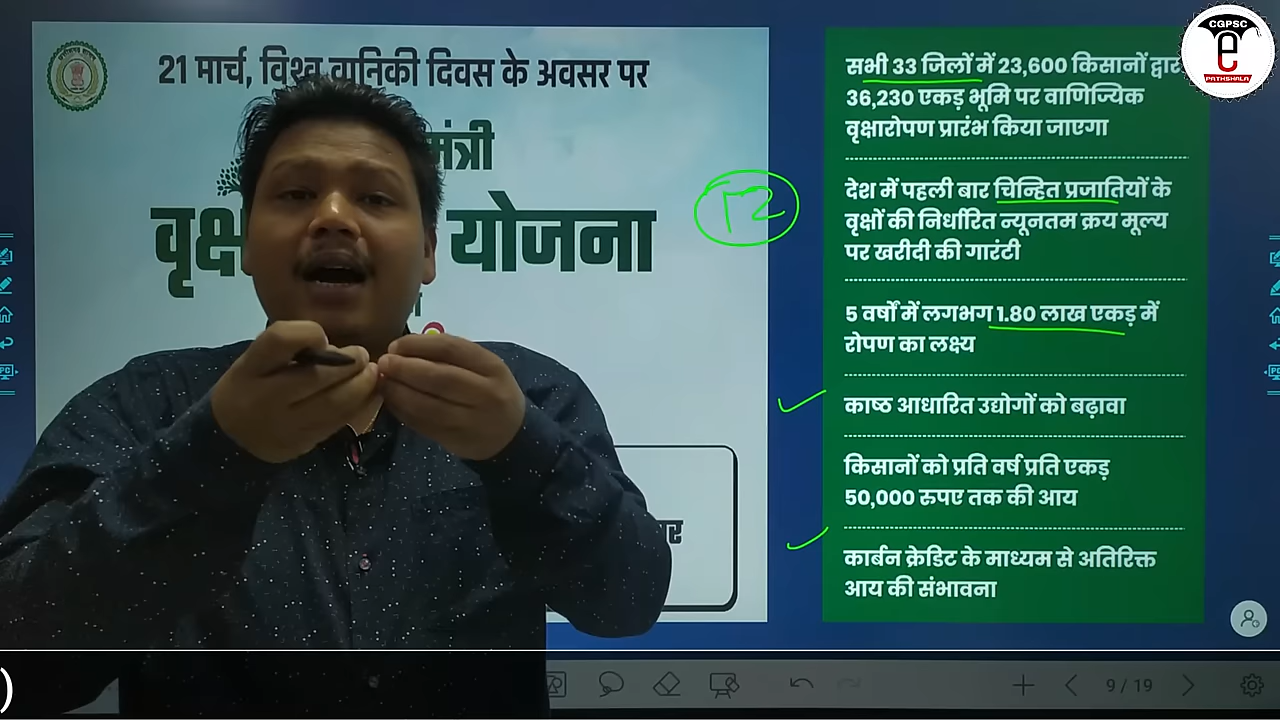 21 मार्च, विश्व वानिकी दिवस के अवसर पर
मंत्री
वृक्ष योजना
12
सभी 33 जिलों में 23,600 किसानों द्वार
36,230 एकड़ भूमि पर वाणिज्यिक
वृक्षारोपण प्रारंभ किया जाएगा
देश में पहली बार चिन्हित प्रजातियों के
वृक्षों की निर्धारित न्यूनतम क्रय मूल्य
पर खरीदी की गारंटी
5 वर्षों में लगभग 1.80 लाख एकड़ में
रोपण का लक्ष्य
काष्ठ आधारित उद्योगों को बढ़ावा
किसानों को प्रति वर्ष प्रति एकड़
50,000 रुपए तक की आय
कार्बन क्रेडिट के माध्यम से अतिरिक्त
आय की संभावना
CGPSC
e
PATHSHALA
9 / 19
)